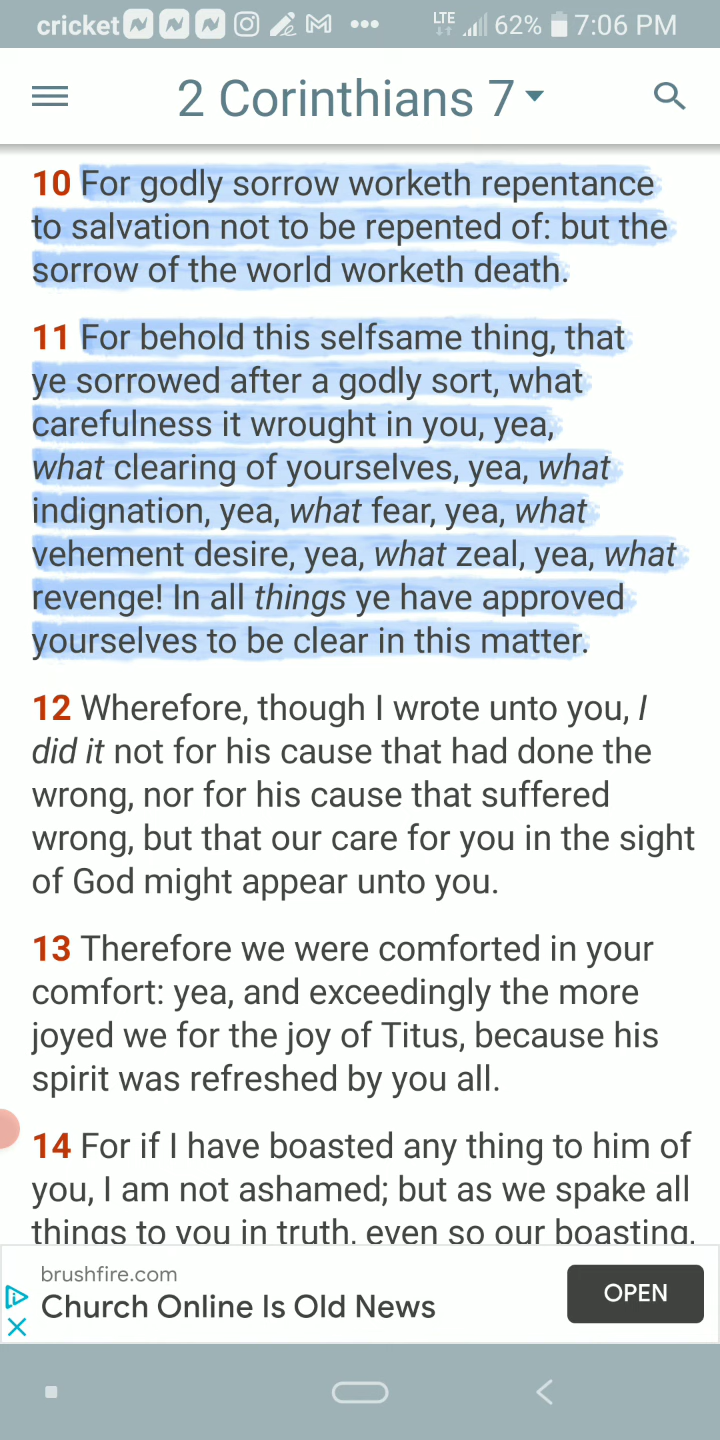 cricket LTE 62% 7:06 PM
2 Corinthians 7
10 For godly sorrow worketh repentance
to salvation not to be repented of: but the
sorrow of the world worketh death.
11 For behold this selfsame thing, that
ye sorrowed after a godly sort, what
carefulness it wrought in you, yea,
what clearing of yourselves, yea, what
indignation, yea, what fear, yea, what
vehement desire, yea, what zeal, yea, what
revenge! In all things ye have approved
yourselves to be clear in this matter.
12 Wherefore, though I wrote unto you, I
did it not for his cause that had done the
wrong, nor for his cause that suffered
wrong, but that our care for you in the sight
of God might appear unto you.
13 Therefore we were comforted in your
comfort: yea, and exceedingly the more
joyed we for the joy of Titus, because his
spirit was refreshed by you all.
14 For if I have boasted any thing to him of
you, I am not ashamed; but as we spake all
things to you in truth, even so our boasting,
brushfire.com
Church Online Is Old News
OPEN